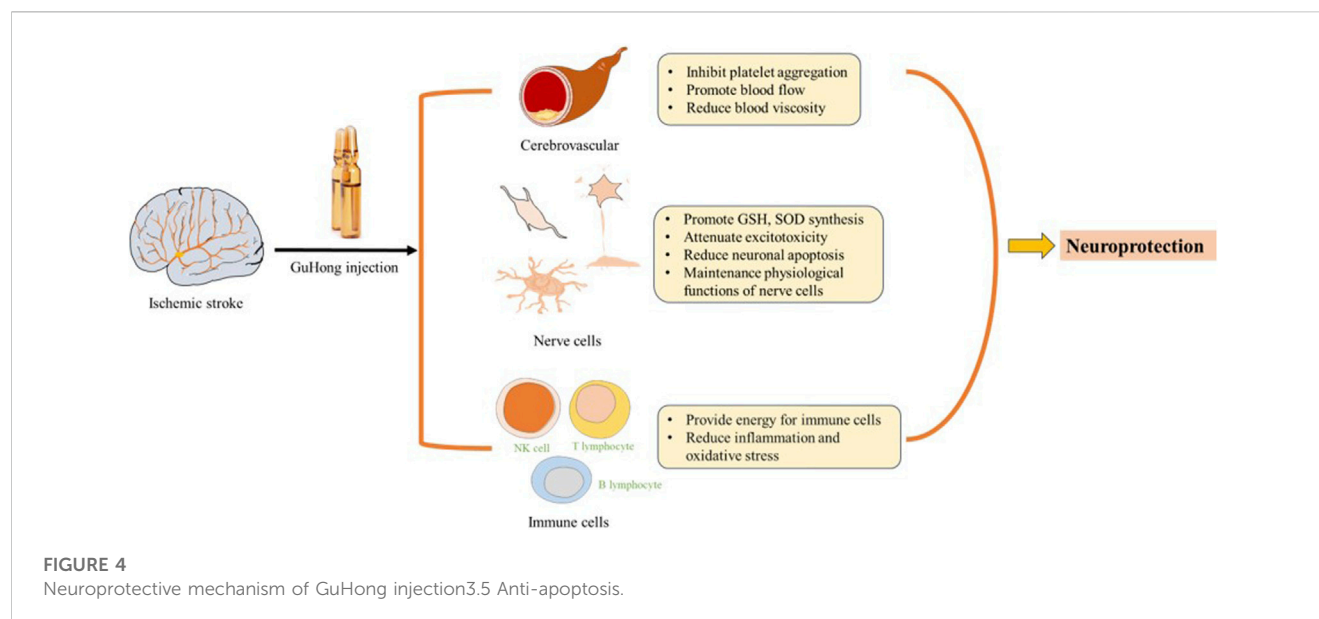 Ischemic stroke
GuHong injection
Cerebrovascular
• Inhibit platelet aggregation
• Promote blood flow
• Reduce blood viscosity
Nerve cells
• Promote GSH, SOD synthesis
• Attenuate excitotoxicity
• Reduce neuronal apoptosis
• Maintenance physiological
functions of nerve cells
NK cell
T lymphocyte
B lymphocyte
Immune cells
• Provide energy for immune cells
• Reduce inflammation and
oxidative stress
Neuroprotection
FIGURE 4
Neuroprotective mechanism of GuHong injection3.5 Anti-apoptosis.